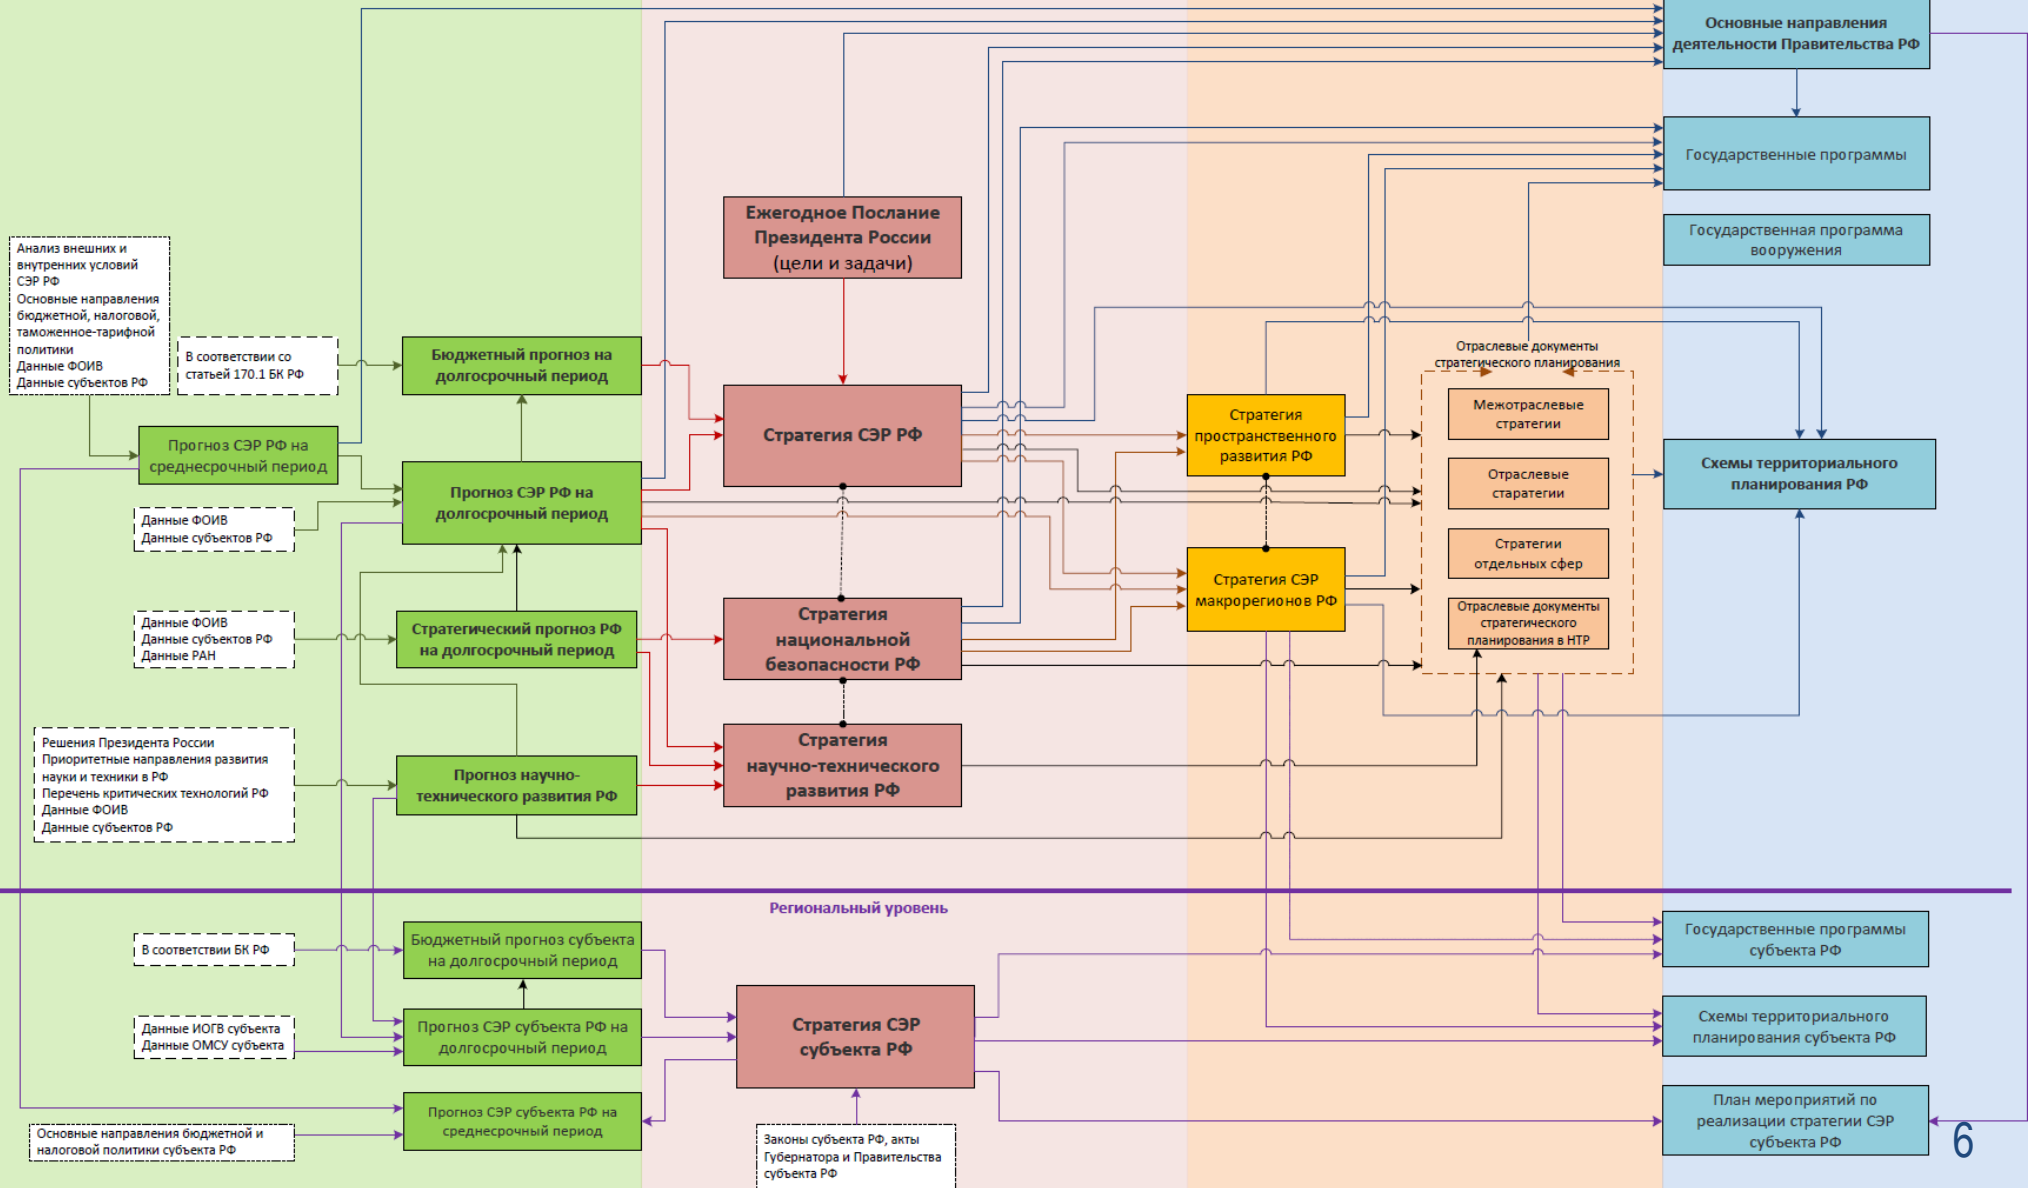 Основные направления
деятельности Правительства РФ
Государственные программы
Государственная программа
вооружения
Ежегодное Послание
Президента России
(цели и задачи)
Анализ внешних и
внутренних условий
СЭР РФ
Основные направления
бюджетной, налоговой,
таможенное-тарифной
политики
Данные ФОИВ
Данные субъектов РФ
В соответствии со
статьей 170.1 БК РФ
Бюджетный прогноз на
долгосрочный период
Прогноз СЭР РФ на
среднесрочный период
Прогноз СЭР РФ на
долгосрочный период
Данные ФОИВ
Данные субъектов РФ
Стратегия СЭР РФ
Стратегия
пространственного
развития РФ
Отраслевые документы
стратегического планирования
Межотраслевые
стратегии
Отраслевые
старатегии
Стратегии
отдельных сфер
Отраслевые документы
стратегического
планирования в НТР
Схемы территориального
планирования РФ
Стратегия СЭР
макрорегионов РФ
Данные ФОИВ
Данные субъектов РФ
Данные РАН
Стратегический прогноз РФ
на долгосрочный период
Стратегия
национальной
безопасности РФ
Решения Президента России
Приоритетные направления развития
науки и техники в РФ
Перечень критических технологий РФ
Данные ФОИВ
Данные субъектов РФ
Прогноз научно-
технического развития РФ
Стратегия
научно-технического
развития РФ
Региональный уровень
В соответствии БК РФ
Бюджетный прогноз субъекта
на долгосрочный период
Государственные программы
субъекта РФ
Данные ИОГВ субъекта
Данные ОМСУ субъекта
Прогноз СЭР субъекта РФ на
долгосрочный период
Стратегия СЭР
субъекта РФ
Схемы территориального
планирования субъекта РФ
Основные направления бюджетной и
налоговой политики субъекта РФ
Прогноз СЭР субъекта РФ на
среднесрочный период
Законы субъекта РФ, акты
Губернатора и Правительства
субъекта РФ
План мероприятий по
реализации стратегии СЭР
субъекта РФ
6